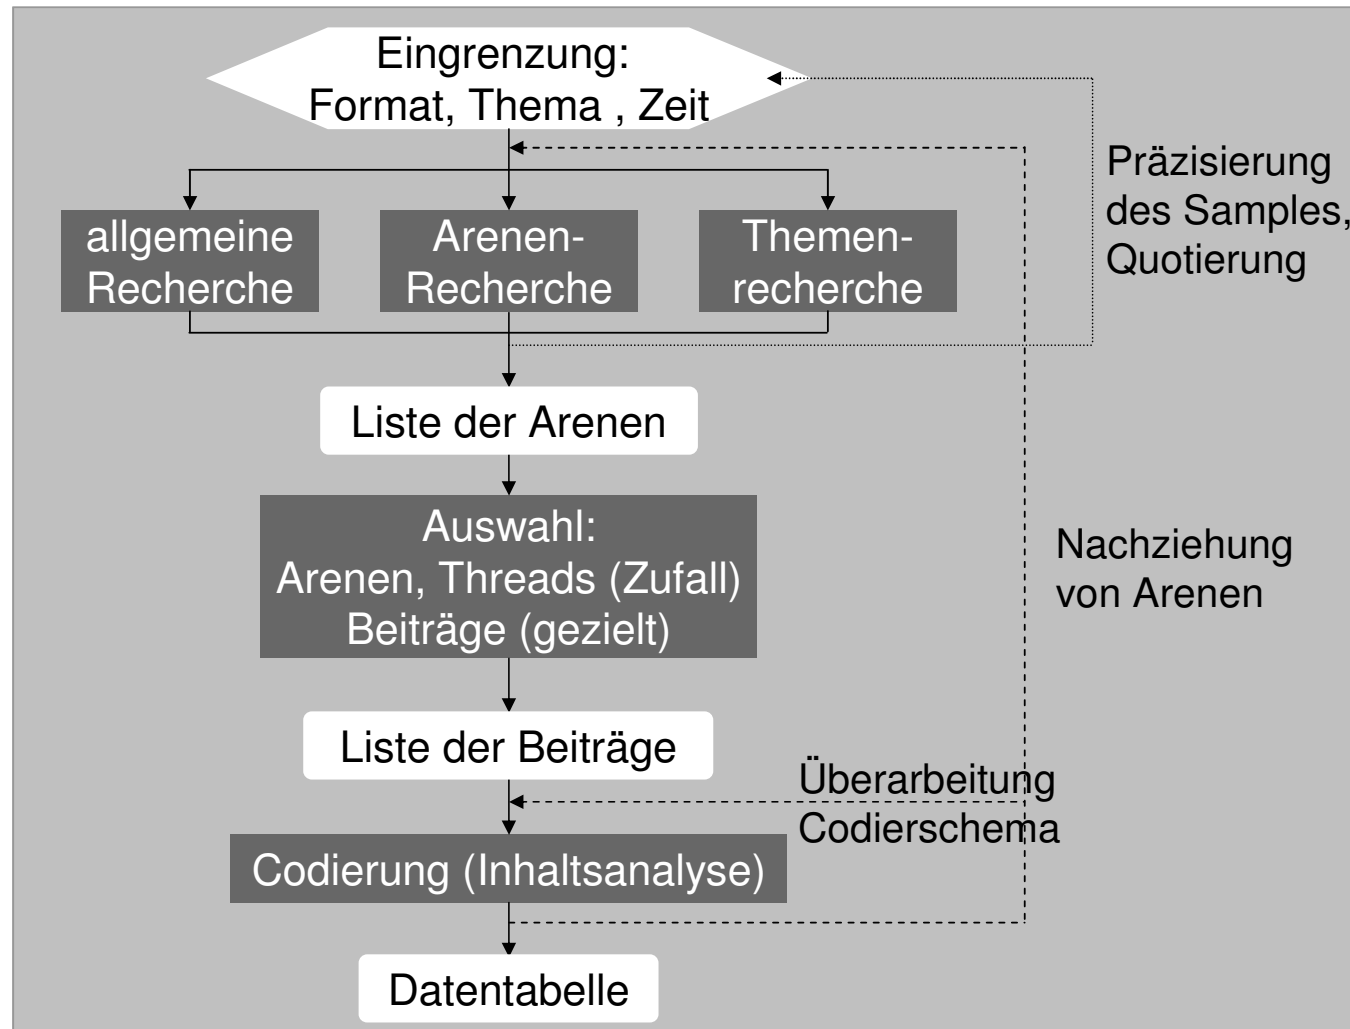 Eingrenzung:
Format, Thema , Zeit
Präzisierung
des Samples,
Quotierung
allgemeine
Recherche
Arenen-
Recherche
Themen-
recherche
Liste der Arenen
Auswahl:
Arenen, Threads (Zufall)
Beiträge (gezielt)
Nachziehung
von Arenen
Liste der Beiträge
Überarbeitung
Codierschema
Codierung (Inhaltsanalyse)
Datentabelle